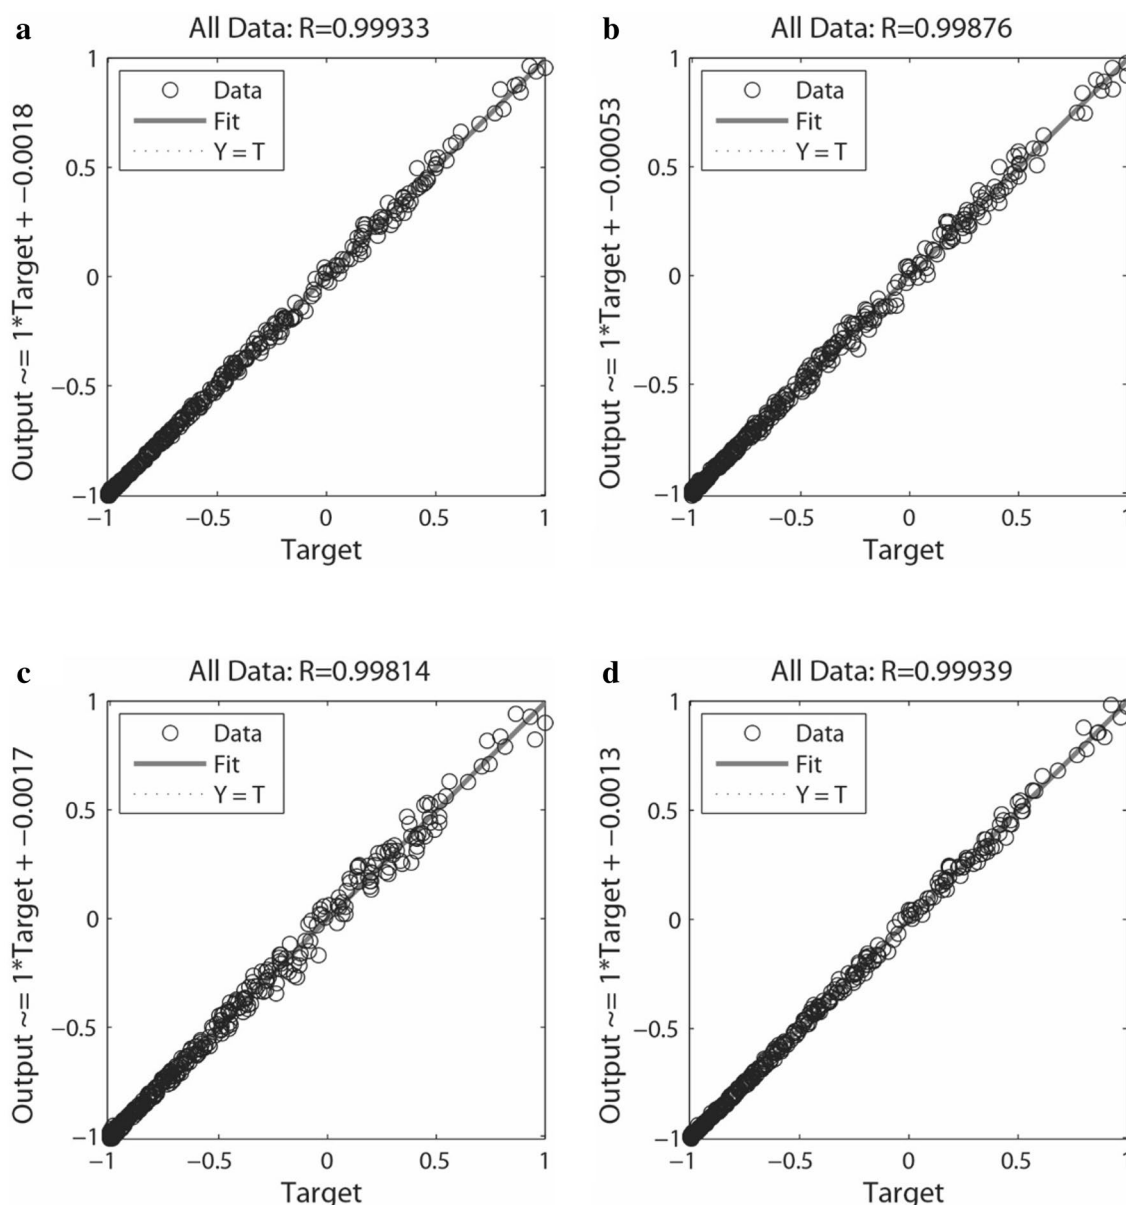 a
All Data: R=0.99933
Output ~= 1*Target + −0.0018
Data
Fit
Y = T
1
0.5
0
−0.5
−1
−1 −0.5 0 0.5 1
Target
b
All Data: R=0.99876
Output ~= 1*Target + −0.00053
Data
Fit
Y = T
1
0.5
0
−0.5
−1
−1 −0.5 0 0.5 1
Target
c
All Data: R=0.99814
Output ~= 1*Target + −0.0017
Data
Fit
Y = T
1
0.5
0
−0.5
−1
−1 −0.5 0 0.5 1
Target
d
All Data: R=0.99939
Output ~= 1*Target + −0.0013
Data
Fit
Y = T
1
0.5
0
−0.5
−1
−1 −0.5 0 0.5 1
Target